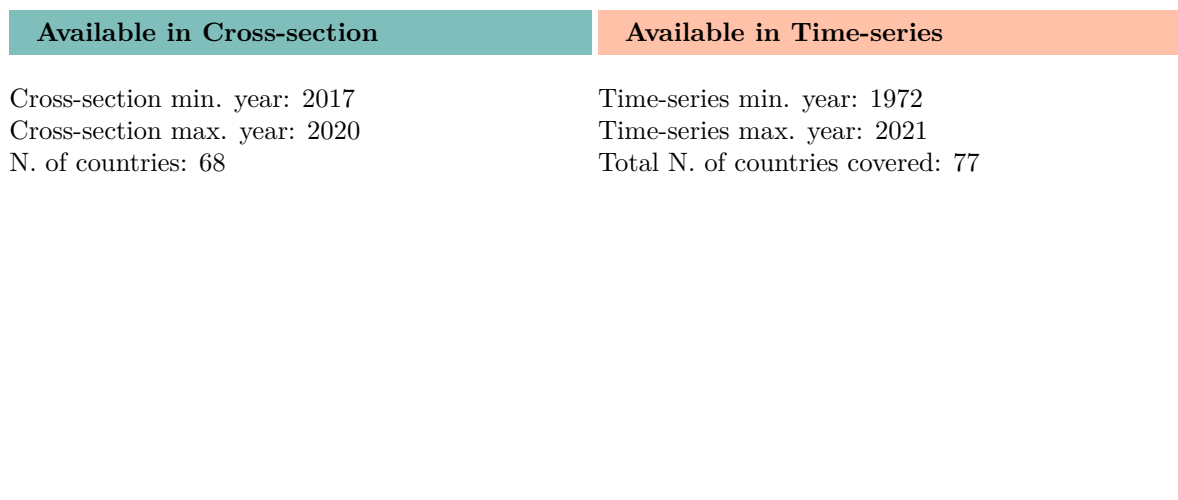 Available in Cross-section
Cross-section min. year: 2017
Cross-section max. year: 2020
N. of countries: 68
Available in Time-series
Time-series min. year: 1972
Time-series max. year: 2021
Total N. of countries covered: 77